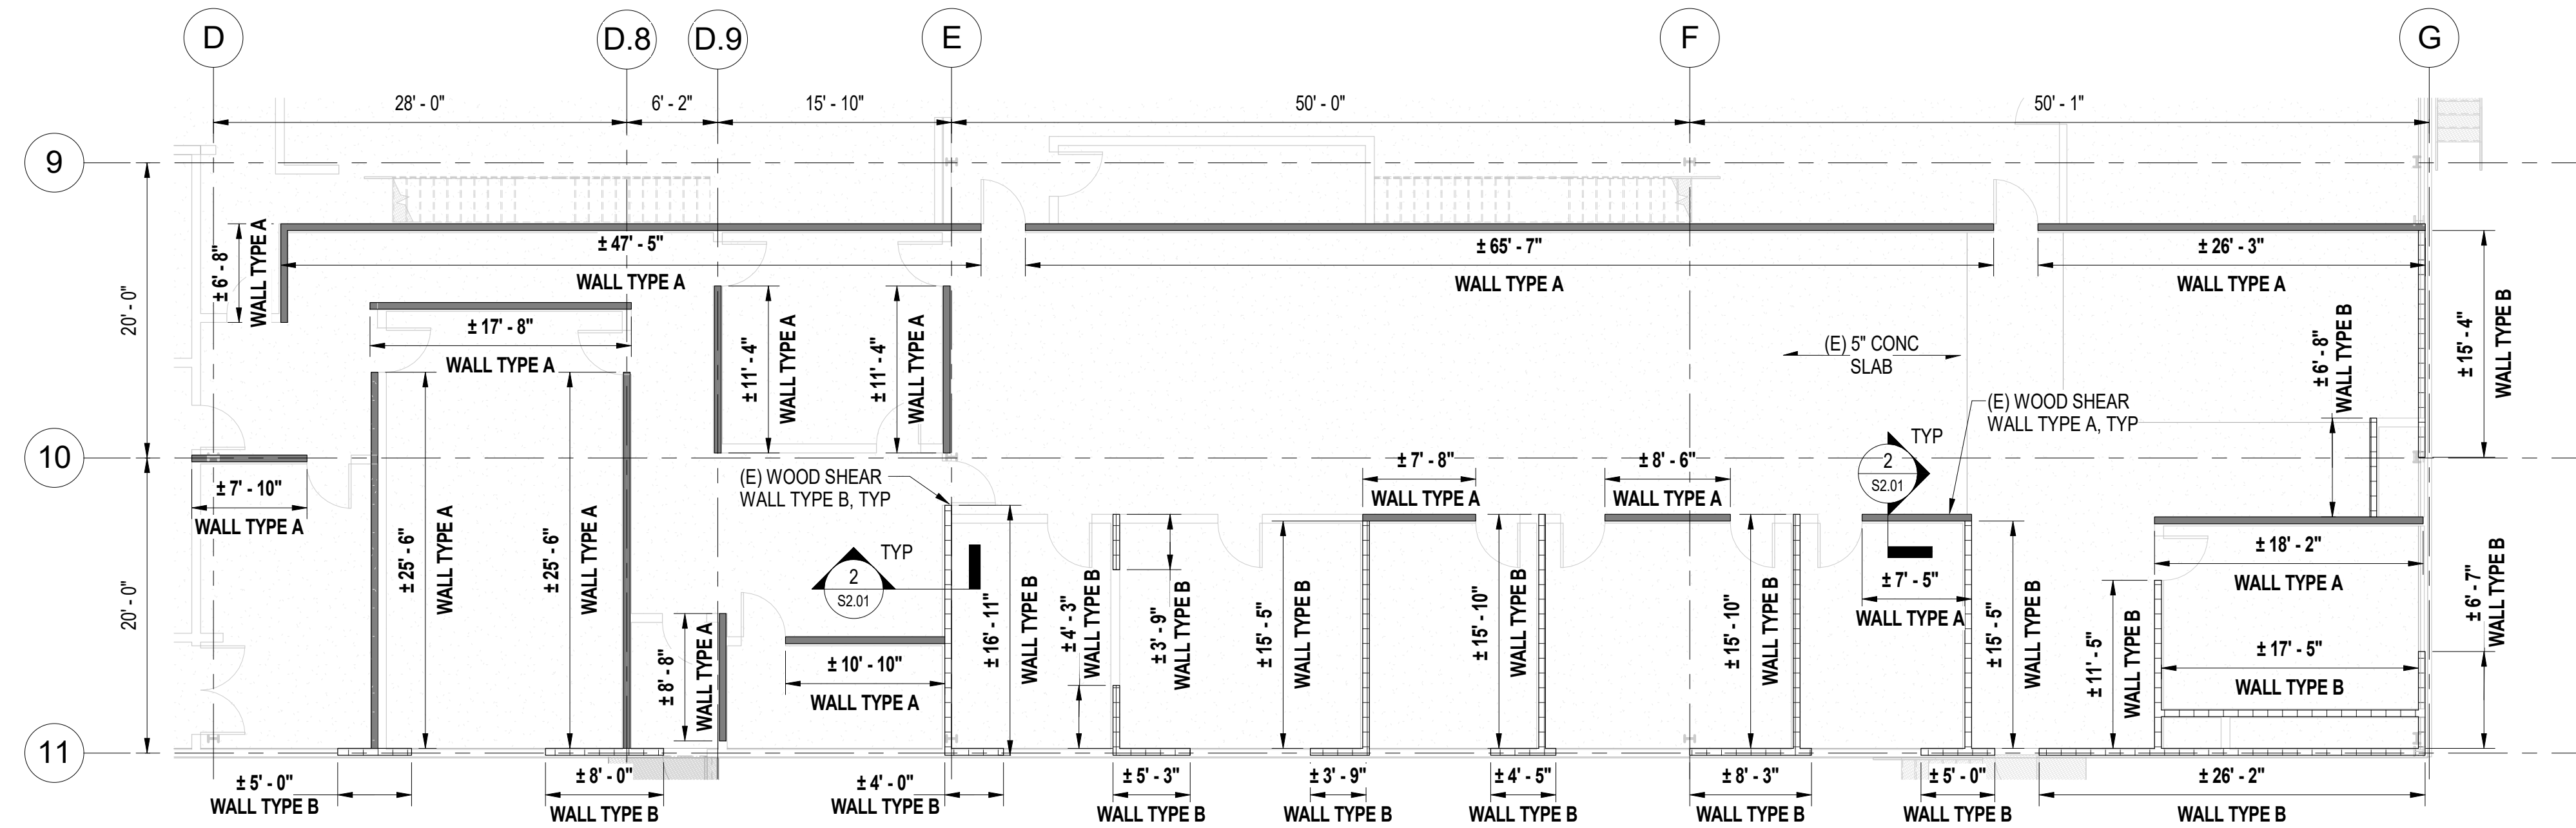 D
D.8
D.9
E
F
G
28' - 0"
6' - 2"
15' - 10"
50' - 0"
50' - 1"
9
20' - 0"
10
20' - 0"
11
± 6' - 8"
WALL TYPE A
± 47' - 5"
WALL TYPE A
± 65' - 7"
WALL TYPE A
± 26' - 3"
WALL TYPE A
± 15' - 4"
WALL TYPE B
± 17' - 8"
WALL TYPE A
± 11' - 4"
WALL TYPE A
± 11' - 4"
WALL TYPE A
(E) 5" CONC
SLAB
± 6' - 8"
WALL TYPE B
(E) WOOD SHEAR
WALL TYPE A, TYP
± 7' - 10"
WALL TYPE A
± 25' - 6"
WALL TYPE A
± 25' - 6"
WALL TYPE A
(E) WOOD SHEAR
WALL TYPE B, TYP
± 7' - 8"
WALL TYPE A
± 8' - 6"
WALL TYPE A
TYP
2
S2.01
TYP
2
S2.01
± 8' - 8"
WALL TYPE A
± 10' - 10"
WALL TYPE A
± 16' - 11"
WALL TYPE B
± 4' - 3"
WALL TYPE B
± 3' - 9"
WALL TYPE B
± 15' - 5"
WALL TYPE B
± 15' - 10"
WALL TYPE B
± 15' - 10"
WALL TYPE B
± 7' - 5"
WALL TYPE A
± 15' - 5"
WALL TYPE B
± 11' - 5"
WALL TYPE B
± 18' - 2"
WALL TYPE A
± 17' - 5"
WALL TYPE B
± 6' - 7"
WALL TYPE B
± 5' - 0"
WALL TYPE B
± 8' - 0"
WALL TYPE B
± 4' - 0"
WALL TYPE B
± 5' - 3"
WALL TYPE B
± 3' - 9"
WALL TYPE B
± 4' - 5"
WALL TYPE B
± 8' - 3"
WALL TYPE B
± 5' - 0"
WALL TYPE B
± 26' - 2"
WALL TYPE B